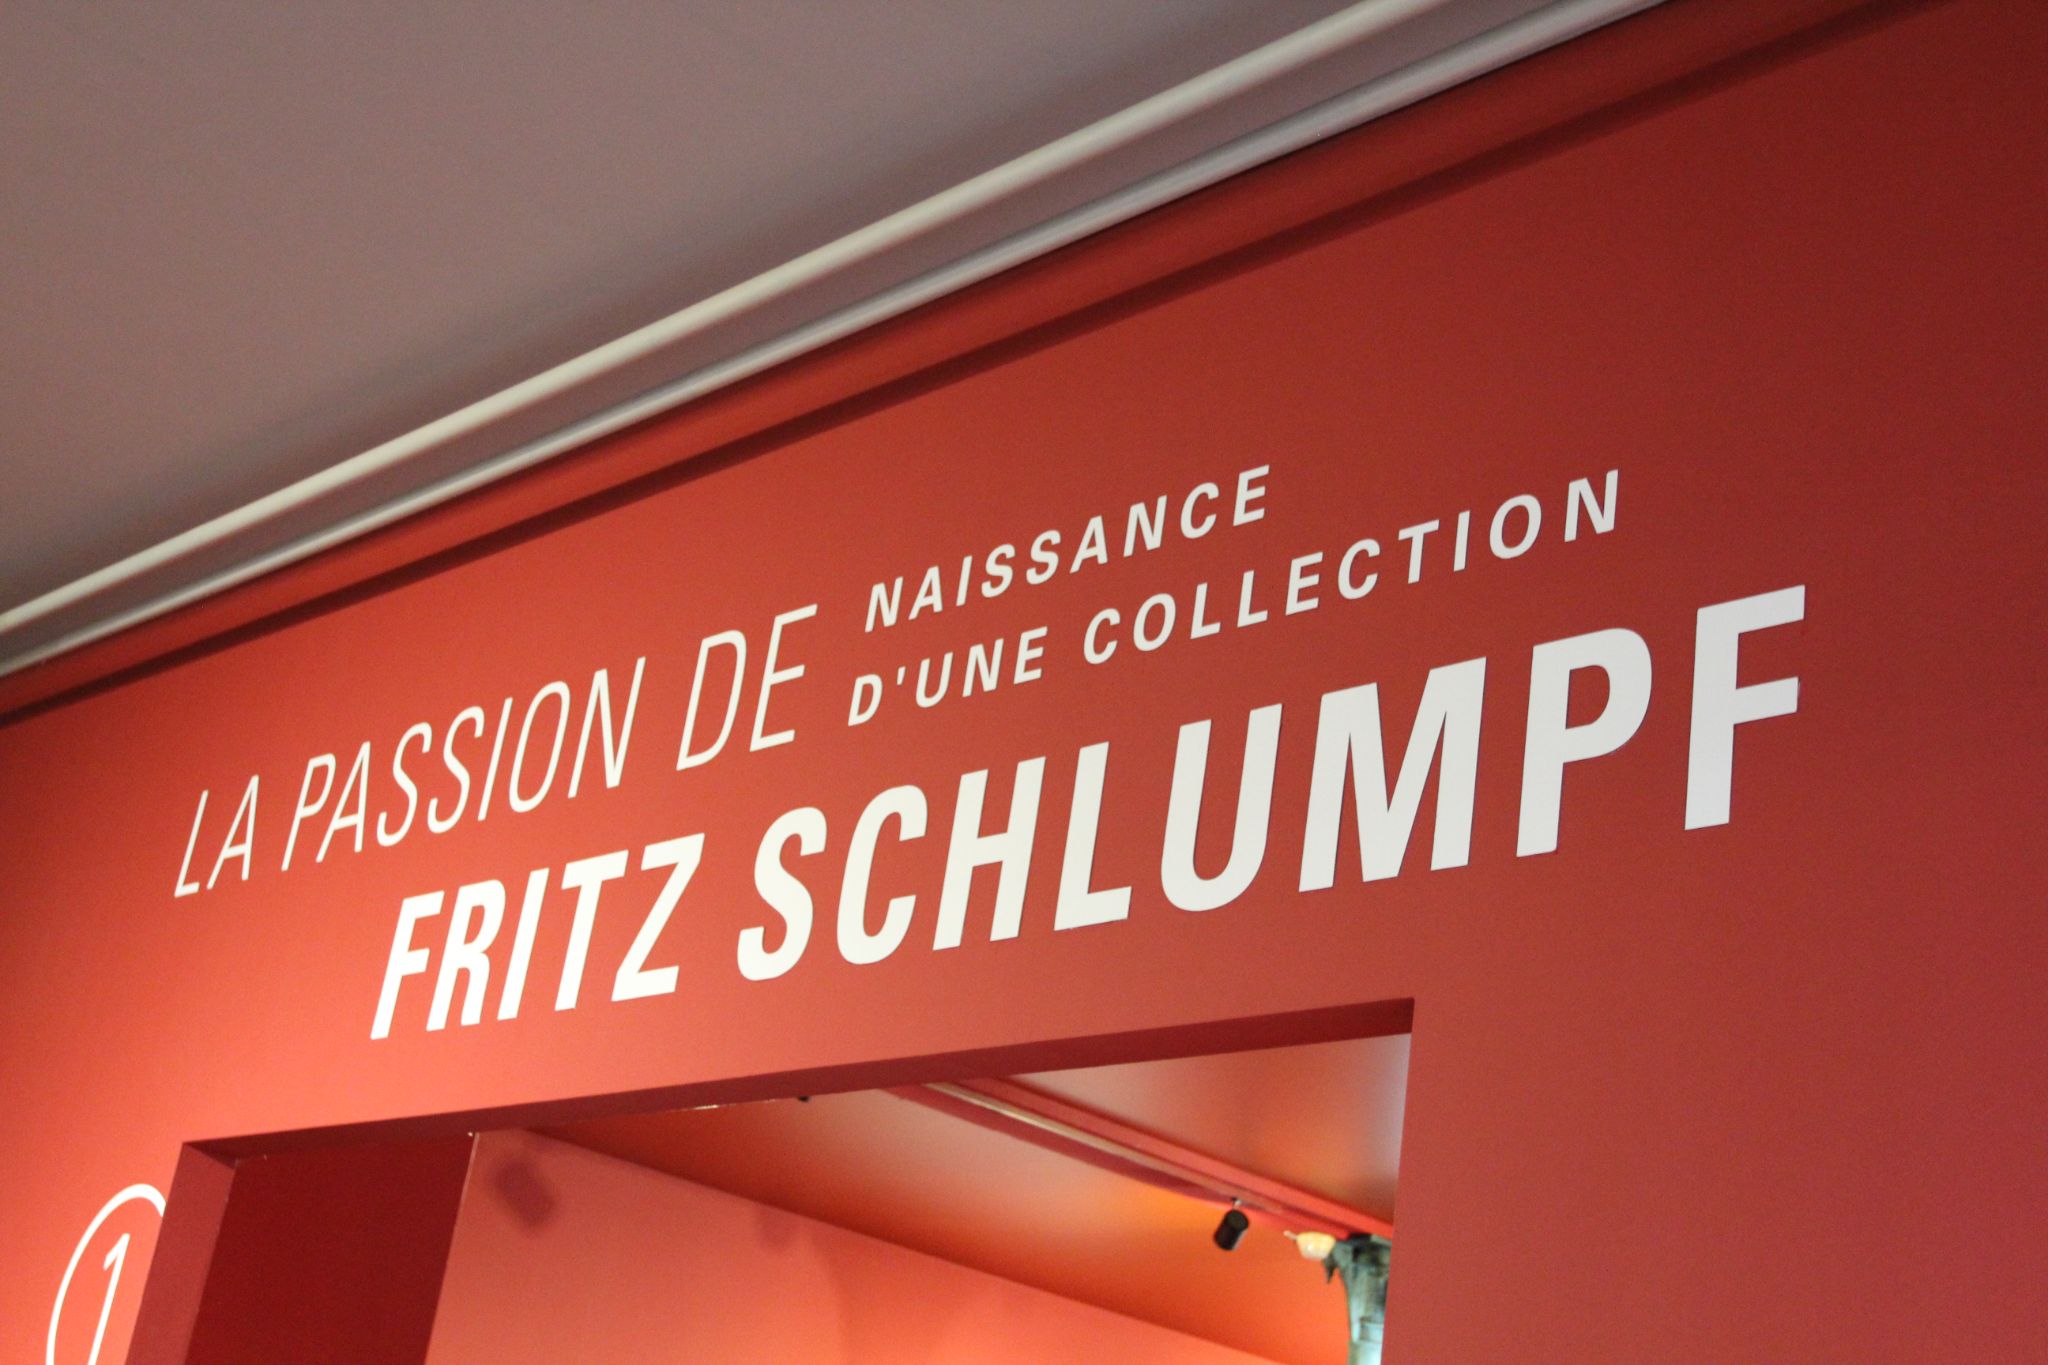 LA PASSION DE
NAISSANCE
D'UNE COLLECTION
FRITZ SCHLUMPF
1